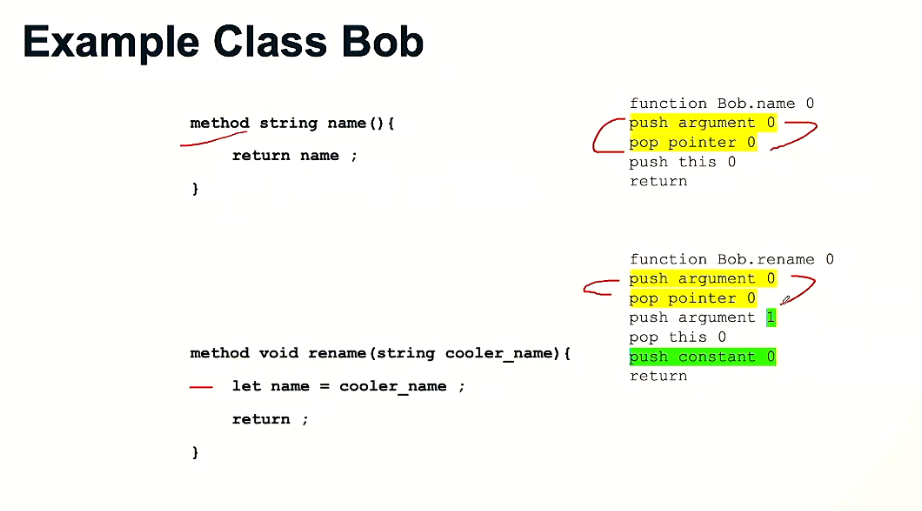 Example Class Bob
method string name(){
return name ;
}
function Bob.name 0
push argument 0
pop pointer 0
push this 0
return
method void rename(string cooler_name){
let name = cooler_name ;
return ;
}
function Bob.rename 0
push argument 0
pop pointer 0
push argument 1
pop this 0
push constant 0
return